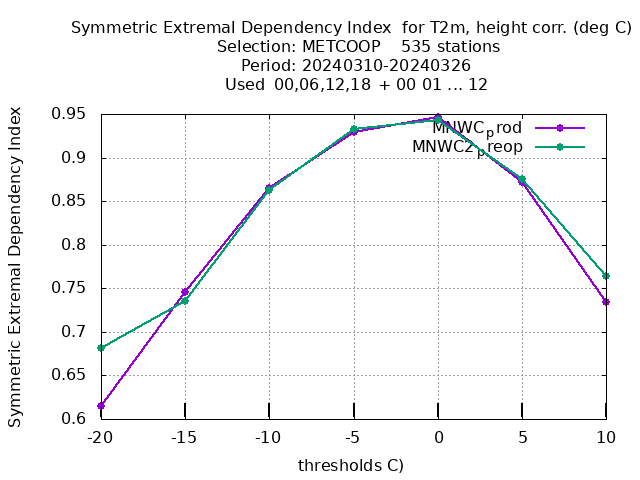 Symmetric Extremal Dependency Index for T2m, height corr. (deg C)
Selection: METCOOP 535 stations
Period: 20240310-20240326
Used 00,06,12,18 + 00 01 ... 12
Symmetric Extremal Dependency Index
0.95
0.9
0.85
0.8
0.75
0.7
0.65
0.6
MNWCprod
MNWC2preop
-20 -15 -10 -5 0 5 10
thresholds C)